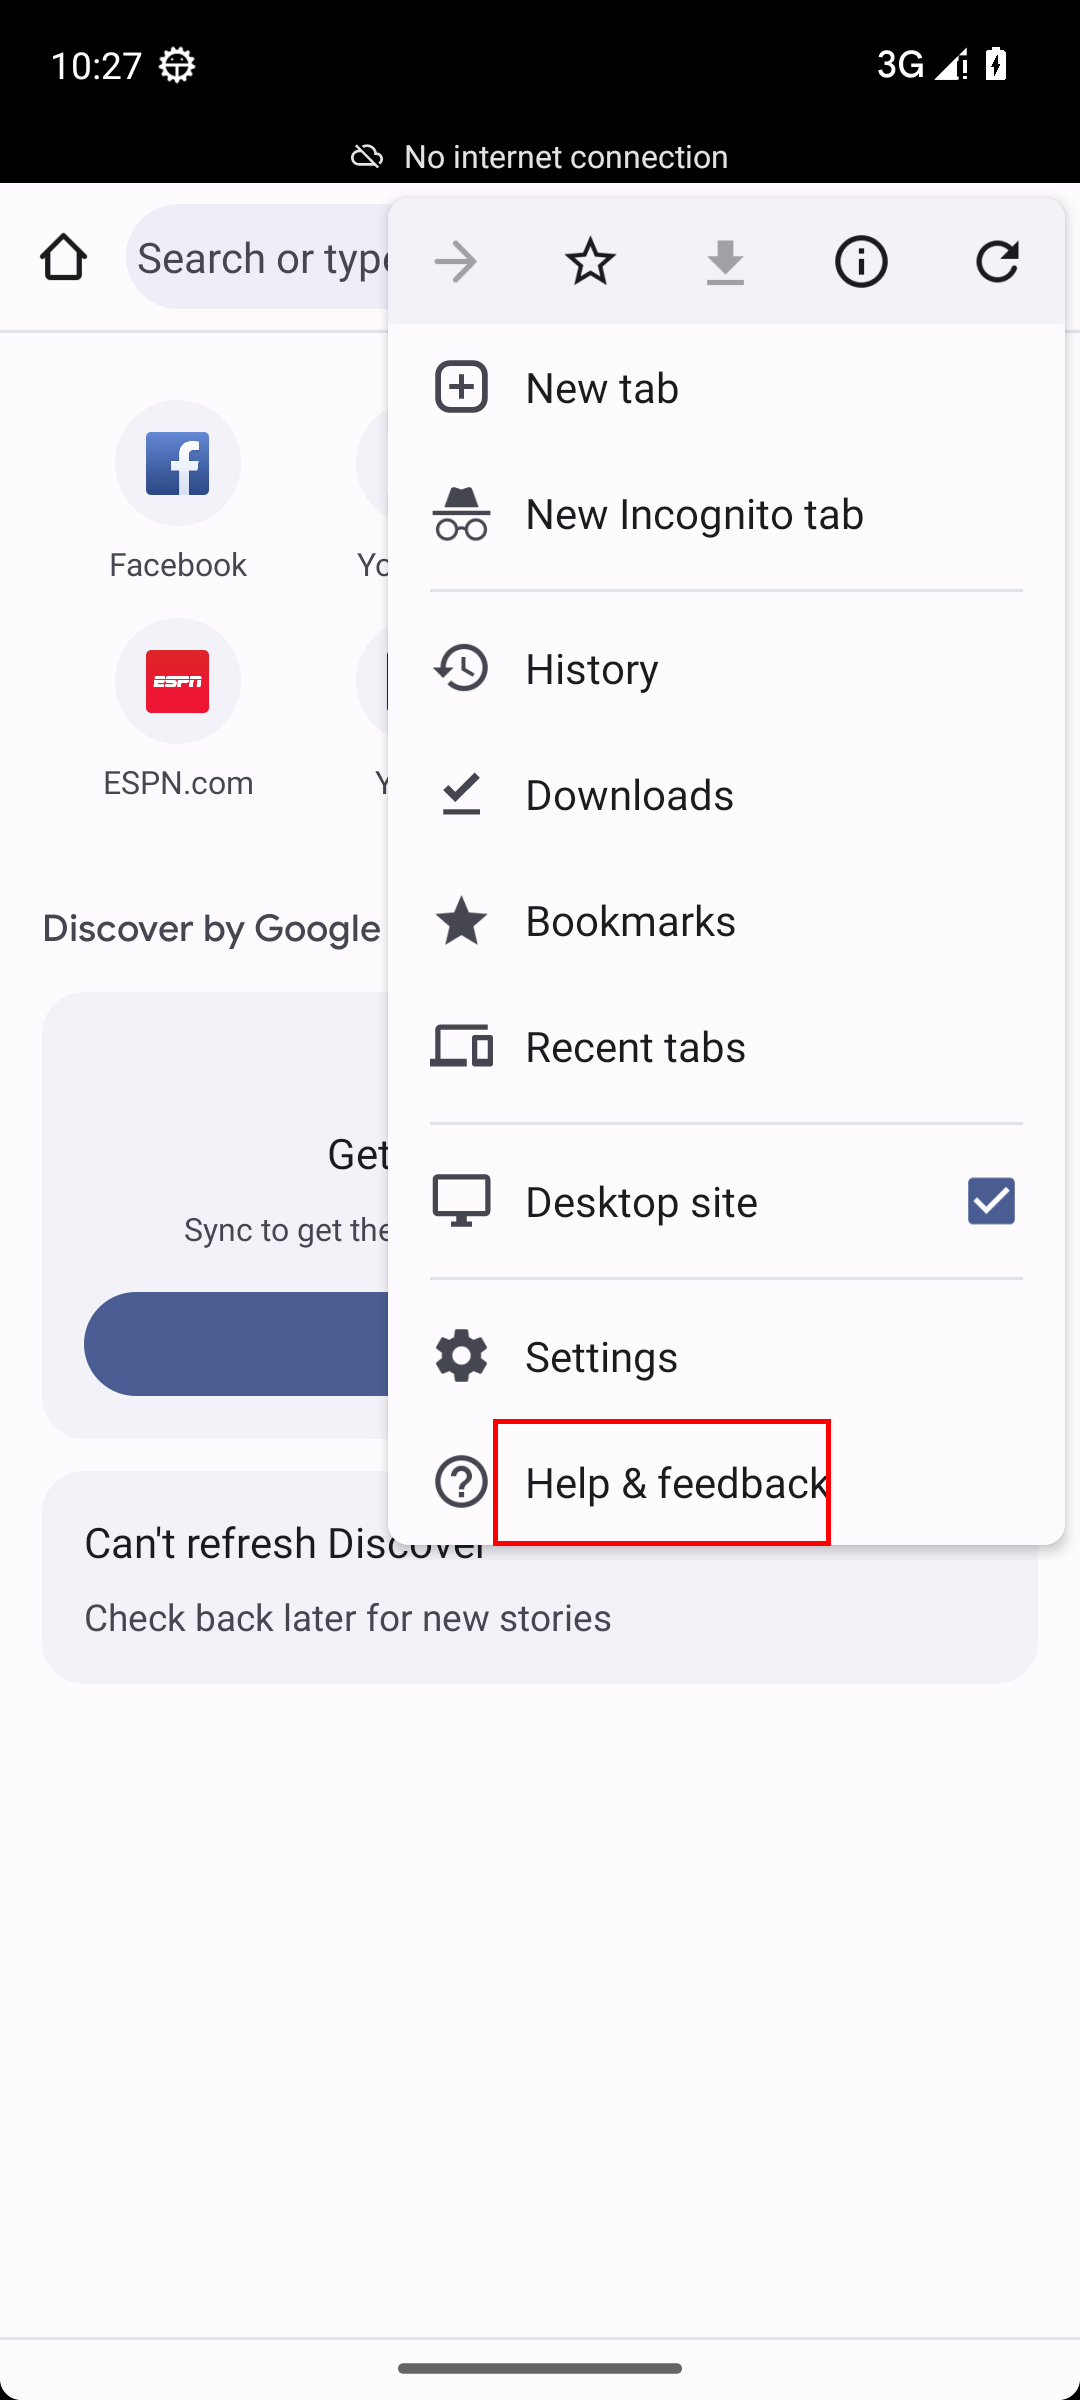 10:27
3G
No internet connection
Search or type
New tab
New Incognito tab
Facebook
History
ESPN
ESPN.com
Downloads
Bookmarks
Discover by Google
Recent tabs
Get
Sync to get the
Desktop site
Settings
Help & feedback
Can't refresh Discover
Check back later for new stories